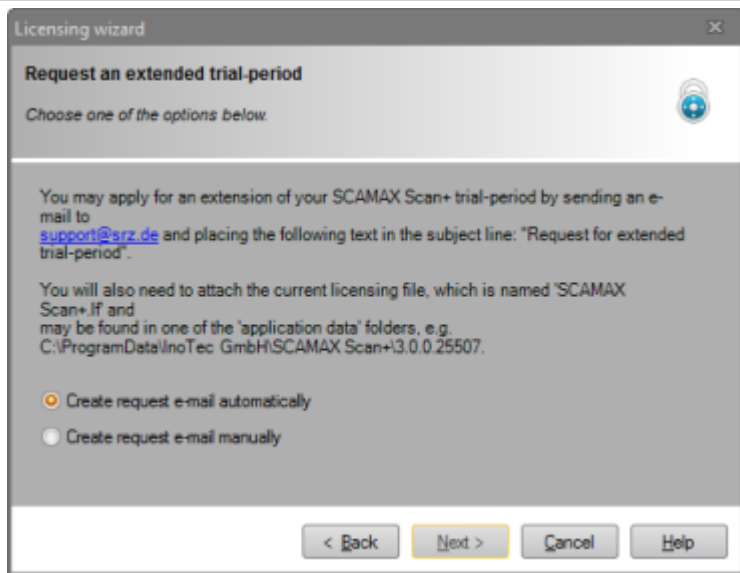 Licensing wizard
Request an extended trial-period
Choose one of the options below.
You may apply for an extension of your SCAMAX Scan+ trial-period by sending an e-
mail to
support@srz.de and placing the following text in the subject line: "Request for extended
trial-period".
You will also need to attach the current licensing file, which is named 'SCAMAX
Scan+.lf' and
may be found in one of the 'application data' folders, e.g.
C:\ProgramData\InoTec GmbH\SCAMAX Scan+\3.0.0.25507.
Create request e-mail automatically
Create request e-mail manually
< Back Next > Cancel Help